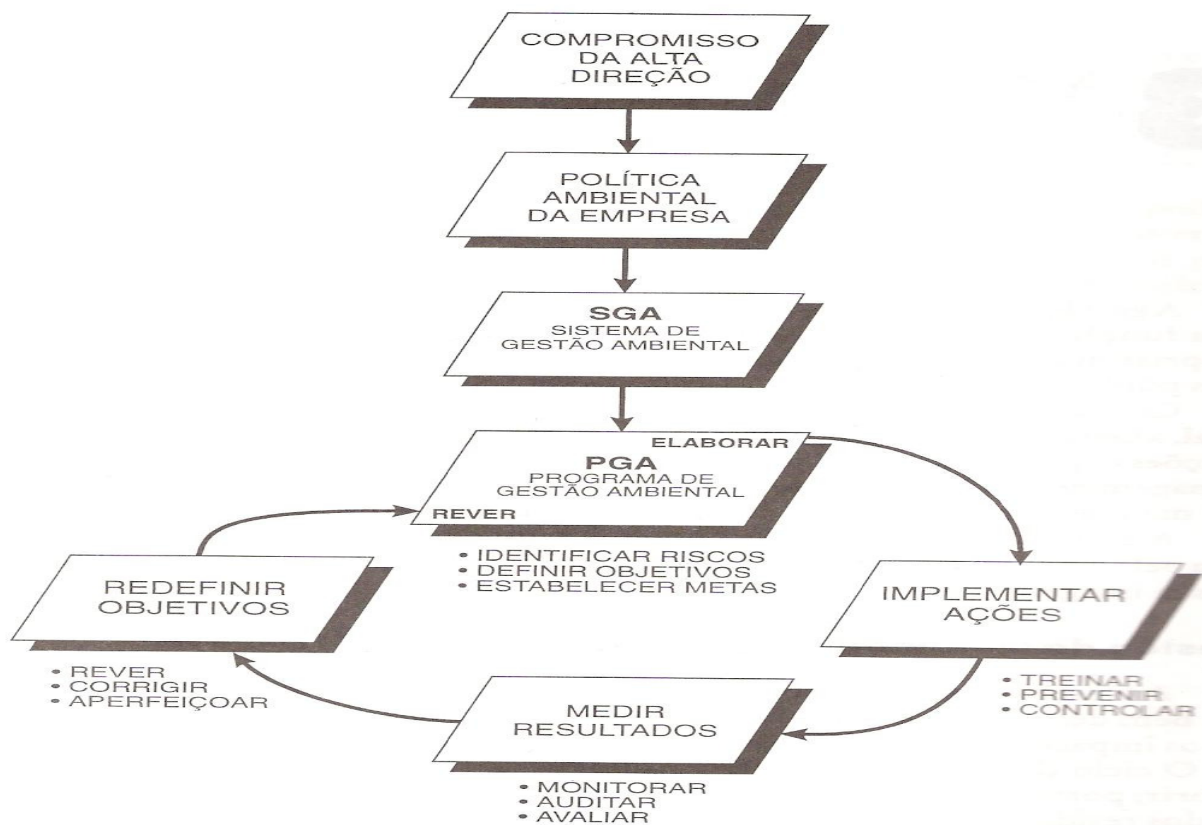 COMPROMISSO
DA ALTA
DIREÇÃO
POLÍTICA
AMBIENTAL
DA EMPRESA
SGA
SISTEMA DE
GESTÃO AMBIENTAL
ELABORAR
PGA
PROGRAMA DE
GESTÃO AMBIENTAL
REVER
• IDENTIFICAR RISCOS
• DEFINIR OBJETIVOS
• ESTABELECER METAS
IMPLEMENTAR
AÇÕES
• TREINAR
• PREVENIR
• CONTROLAR
MEDIR
RESULTADOS
• MONITORAR
• AUDITAR
• AVALIAR
REDEFINIR
OBJETIVOS
• REVER
• CORRIGIR
• APERFEIÇOAR